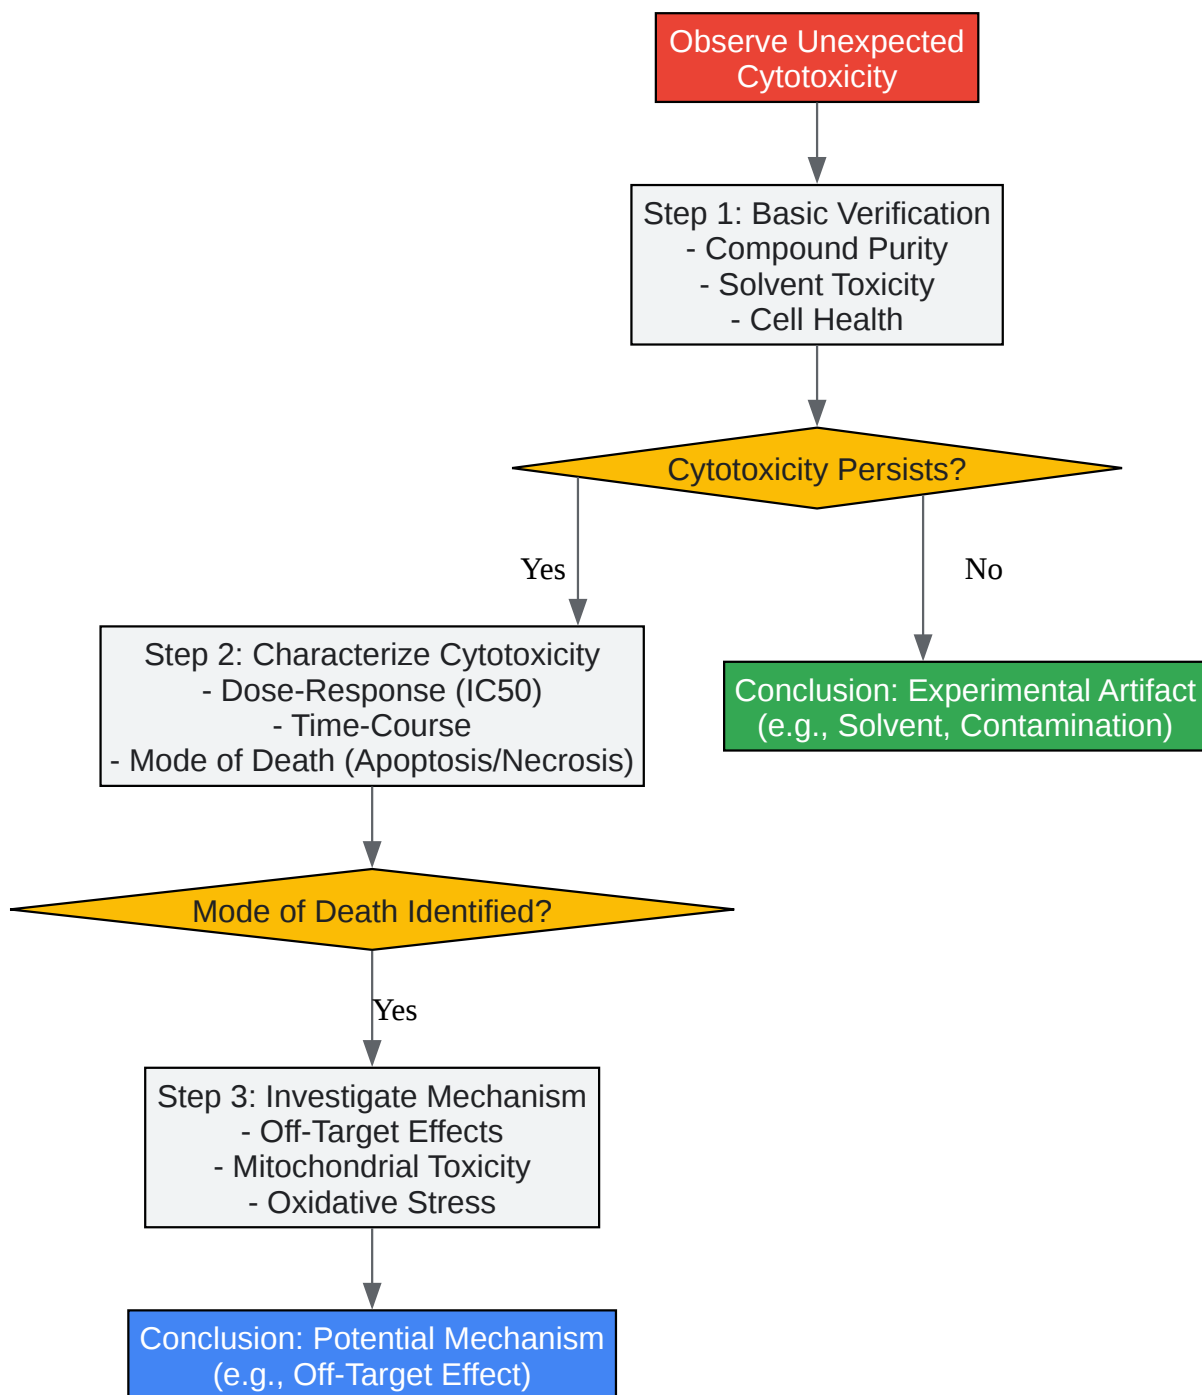 Observe Unexpected
Cytotoxicity
Step 1: Basic Verification
- Compound Purity
- Solvent Toxicity
- Cell Health
Cytotoxicity Persists?
Yes
No
Step 2: Characterize Cytotoxicity
- Dose-Response (IC50)
- Time-Course
- Mode of Death (Apoptosis/Necrosis)
Conclusion: Experimental Artifact
(e.g., Solvent, Contamination)
Mode of Death Identified?
Yes
Step 3: Investigate Mechanism
- Off-Target Effects
- Mitochondrial Toxicity
- Oxidative Stress
Conclusion: Potential Mechanism
(e.g., Off-Target Effect)